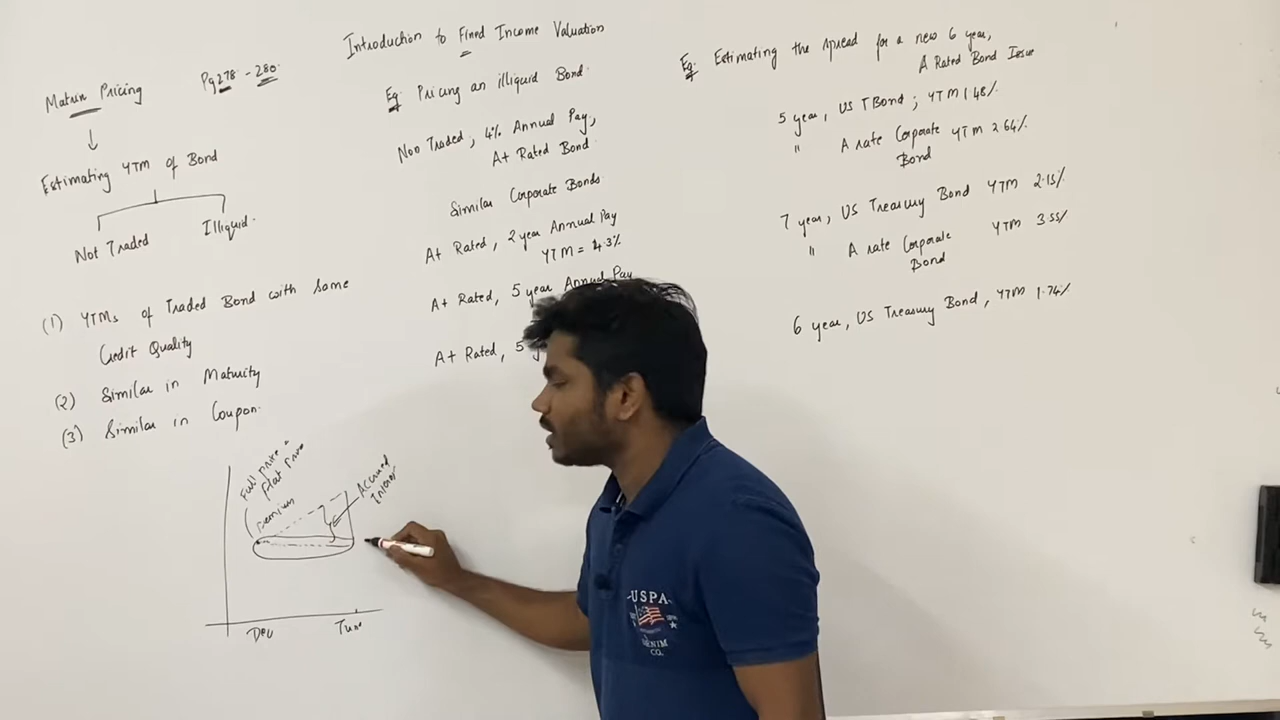 Introduction to Fixed Income Valuation
Matrix Pricing
Pg 278 - 280.
Estimating YTM of Bond
Not Traded
Illiquid.
(1) YTMs of Traded Bond with same
Credit Quality
(2) Similar in Maturity
(3) Similar in Coupon.
Full price
Flat Price
Premium
Accrued
Interest
Dec
June
Eg: Pricing an illiquid Bond.
Non Traded; 4% Annual Pay,
A+ Rated Bond.
Similar Corporate Bonds.
A+ Rated, 2 year Annual Pay
YTM = 4.3%
A+ Rated, 5 year Annual Pay
A+ Rated, 5
Eg: Estimating the spread for a new 6 year,
A Rated Bond Issue
5 year, US T Bond; YTM 1.48%
" A rate Corporate YTM 2.64%
Bond
7 year, US Treasury Bond YTM 2.15%
" A rate Corporate YTM 3.55%
Bond
6 year, US Treasury Bond, YTM 1.74%
USPA
DENIM
CO.